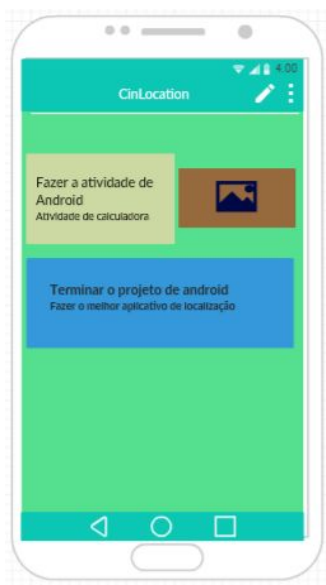 4:00
CinLocation
Fazer a atividade de
Android
Atividade de calculadora
Terminar o projeto de android
Fazer o melhor aplicativo de localização